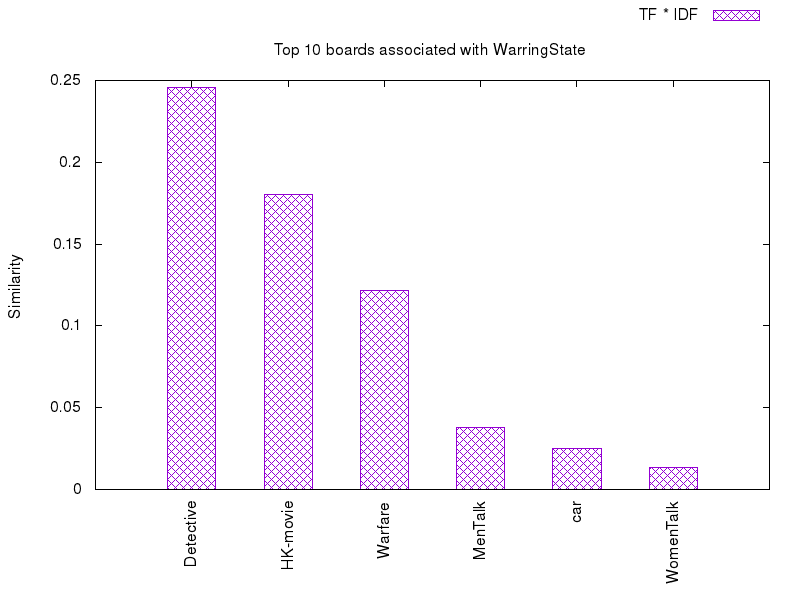 TF * IDF
Top 10 boards associated with WarringState
Similarity
0.25
0.2
0.15
0.1
0.05
0
Detective
HK-movie
Warfare
MenTalk
car
WomenTalk